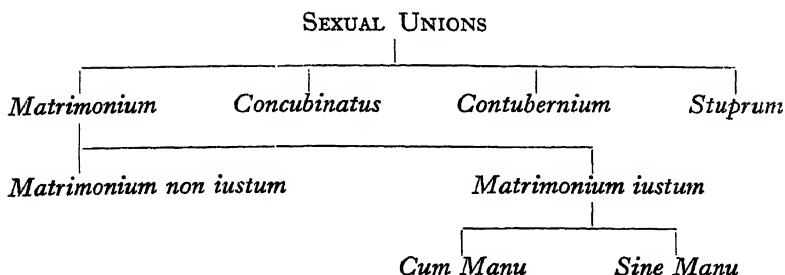 SEXUAL UNIONS
Matrimonium Concubinatus Contubernium Stuprum
Matrimonium non iustum Matrimonium iustum
Cum Manu Sine Manu